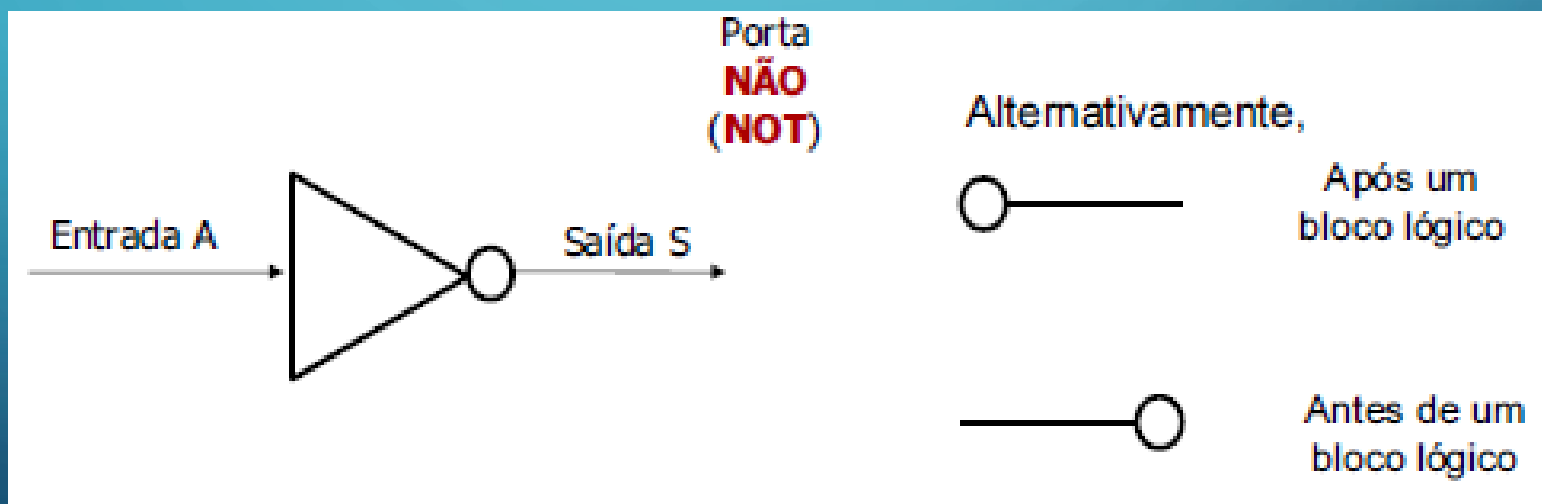 Porta
NÃO
(NOT)
Entrada A
Saída S
Alternativamente,
Após um
bloco lógico
Antes de um
bloco lógico